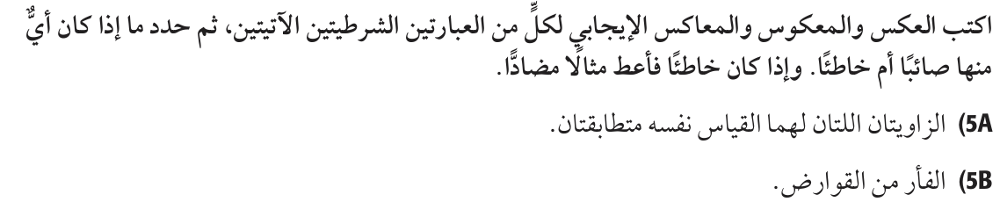 اكتب العكس والمعكوس والمعاكس الإيجابي لكلٍّ من العبارتين الشرطيتين الآتيتين، ثم حدد ما إذا كان أيٌّ
منها صائبًا أم خاطئًا. وإذا كان خاطئًا فأعط مثالًا مضادًّا.
5A) الزاويتان اللتان لهما القياس نفسه متطابقتان.
5B) الفأر من القوارض.